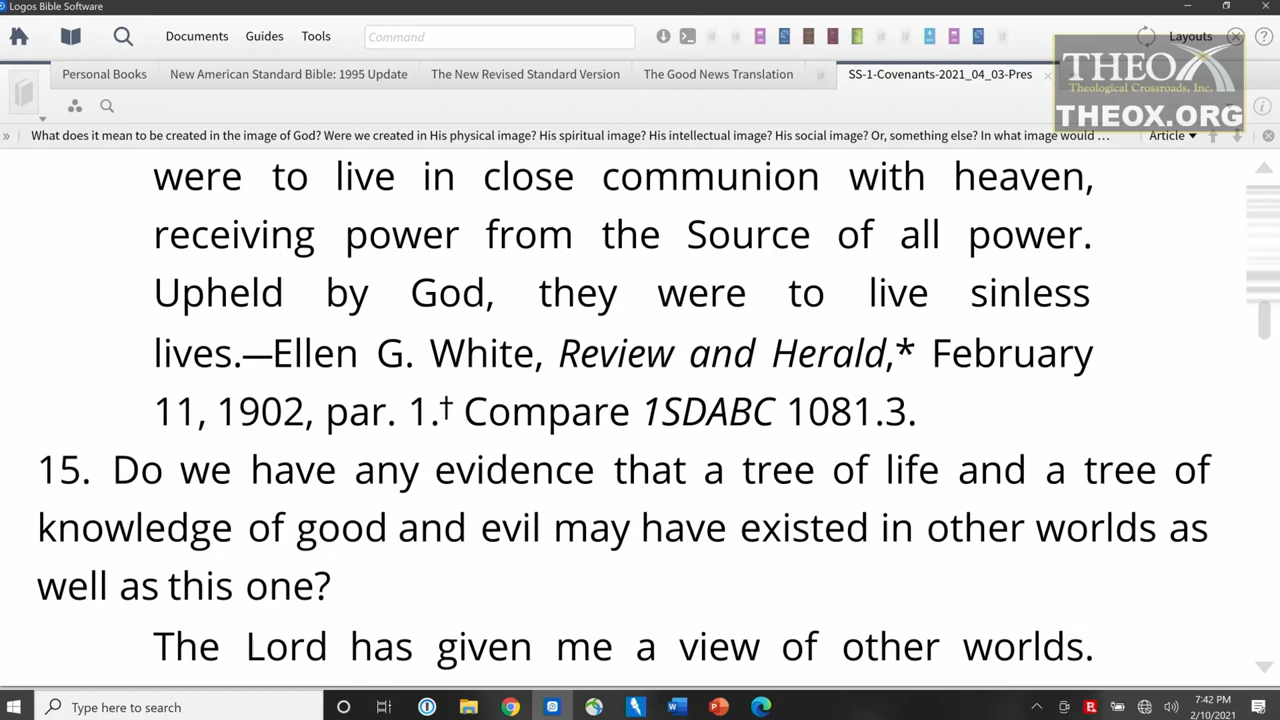 Logos Bible Software
Documents Guides Tools Command Layouts
THEOX
Theological Crossroads, Inc.
THEOX.ORG
Personal Books New American Standard Bible: 1995 Update The New Revised Standard Version The Good News Translation SS-1-Covenants-2021_04_03-Pres
What does it mean to be created in the image of God? Were we created in His physical image? His spiritual image? His intellectual image? His social image? Or, something else? In what image would ... Article
were to live in close communion with heaven,
receiving power from the Source of all power.
Upheld by God, they were to live sinless
lives.—Ellen G. White, Review and Herald,* February
11, 1902, par. 1.† Compare 1SDABC 1081.3.
15. Do we have any evidence that a tree of life and a tree of
knowledge of good and evil may have existed in other worlds as
well as this one?
The Lord has given me a view of other worlds.
Type here to search
7:42 PM
2/10/2021